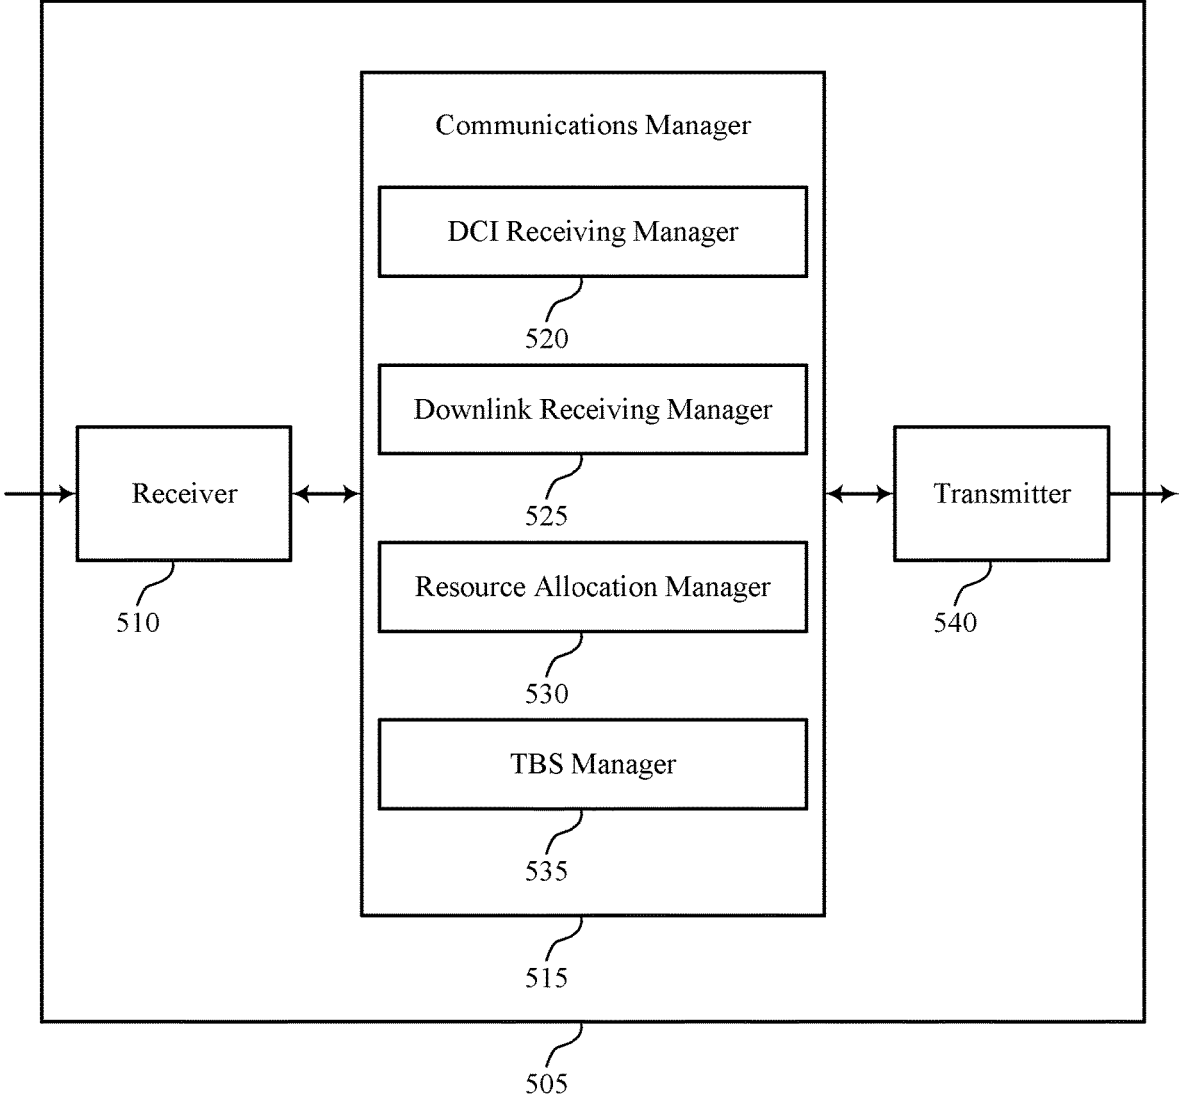 Communications Manager
DCI Receiving Manager
520
Downlink Receiving Manager
525
Receiver
510
Transmitter
540
Resource Allocation Manager
530
TBS Manager
535
515
505